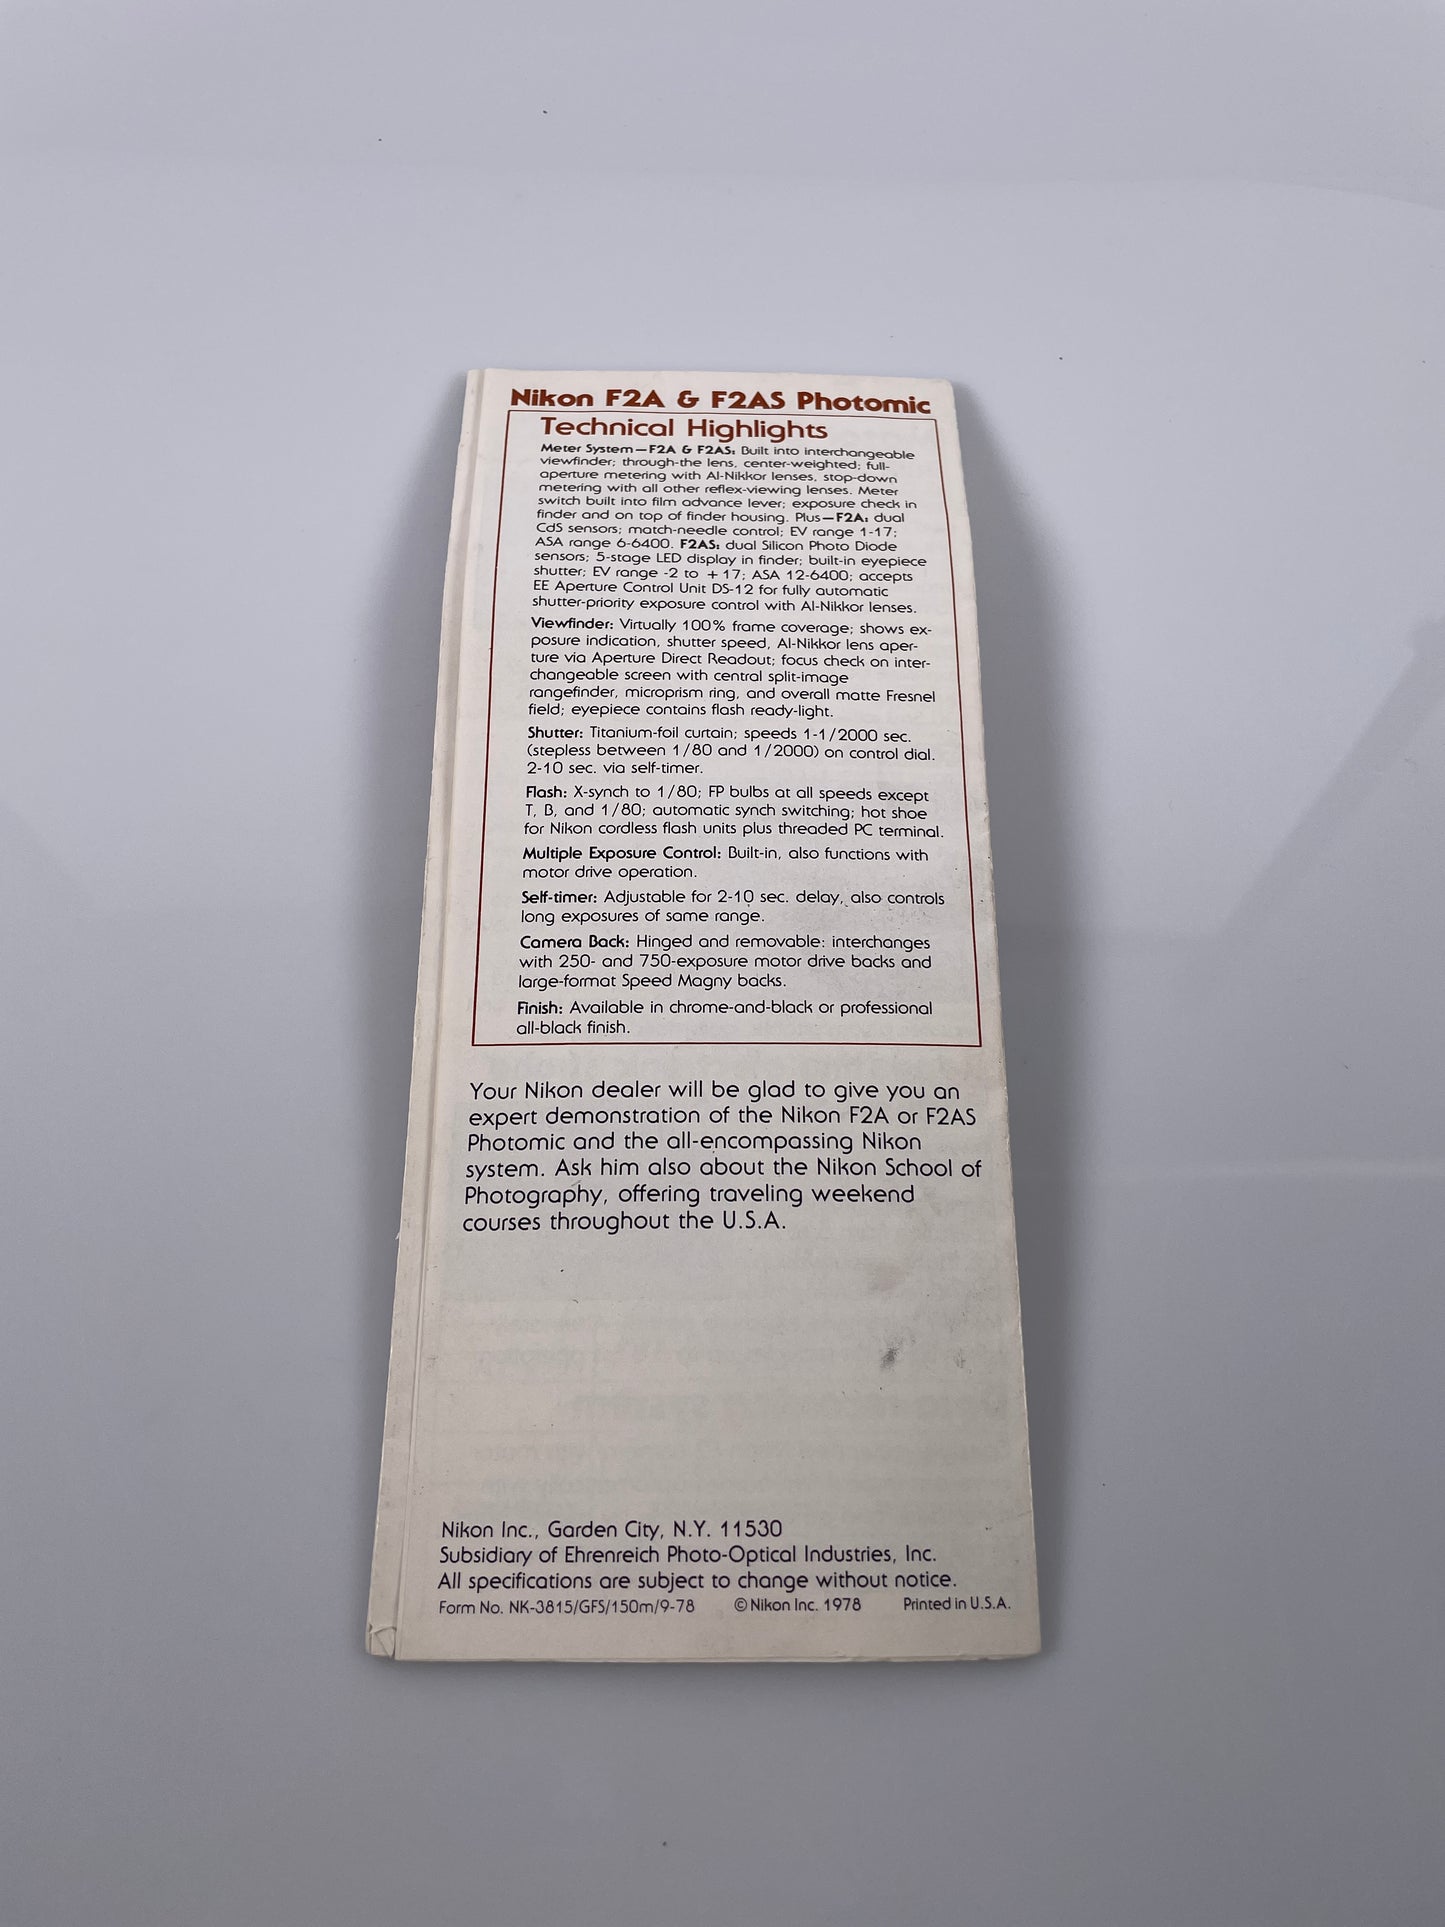 Nikon F2A & F2AS Photomic
Technical Highlights
Meter System—F2A & F2AS: Built into interchangeable
viewfinder; through-the lens, center-weighted; full-
aperture metering with AI-Nikkor lenses, stop-down
metering with all other reflex-viewing lenses. Meter
switch built into film advance lever; exposure check in
finder and on top of finder housing. Plus—F2A: dual
CdS sensors; match-needle control; EV range 1-17;
ASA range 6-6400. F2AS: dual Silicon Photo Diode
sensors; 5-stage LED display in finder; built-in eyepiece
shutter; EV range -2 to +17; ASA 12-6400; accepts
EE Aperture Control Unit DS-12 for fully automatic
shutter-priority exposure control with AI-Nikkor lenses.
Viewfinder: Virtually 100% frame coverage; shows ex-
posure indication, shutter speed, AI-Nikkor lens aper-
ture via Aperture Direct Readout; focus check on inter-
changeable screen with central split-image
rangefinder, microprism ring, and overall matte Fresnel
field; eyepiece contains flash ready-light.
Shutter: Titanium-foil curtain; speeds 1-1/2000 sec.
(stepless between 1/80 and 1/2000) on control dial.
2-10 sec. via self-timer.
Flash: X-synch to 1/80; FP bulbs at all speeds except
T, B, and 1/80; automatic synch switching; hot shoe
for Nikon cordless flash units plus threaded PC terminal.
Multiple Exposure Control: Built-in, also functions with
motor drive operation.
Self-timer: Adjustable for 2-10 sec. delay, also controls
long exposures of same range.
Camera Back: Hinged and removable: interchanges
with 250- and 750-exposure motor drive backs and
large-format Speed Magny backs.
Finish: Available in chrome-and-black or professional
all-black finish.
Your Nikon dealer will be glad to give you an
expert demonstration of the Nikon F2A or F2AS
Photomic and the all-encompassing Nikon
system. Ask him also about the Nikon School of
Photography, offering traveling weekend
courses throughout the U.S.A.
Nikon Inc., Garden City, N.Y. 11530
Subsidiary of Ehrenreich Photo-Optical Industries, Inc.
All specifications are subject to change without notice.
Form No. NK-3815/GFS/150m/9-78 © Nikon Inc. 1978 Printed in U.S.A.